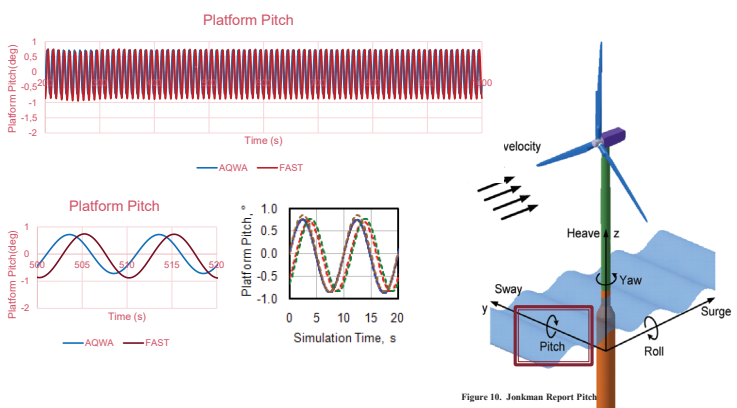 Platform Pitch
Platform Pitch(deg)
1
0,5
0
-0,5
-1
-1,5
-2
Time (s)
AQWA FAST
Platform Pitch
Platform Pitch(deg)
1
0
-1
-2
500 505 510 515 520
Time (s)
AQWA FAST
Platform Pitch, °
1.0
0.5
0.0
-0.5
-1.0
0 5 10 15 20
Simulation Time, s
velocity
Heave z
Yaw
Sway
y
Surge
Pitch
Roll
Figure 10. Jonkman Report Pitch